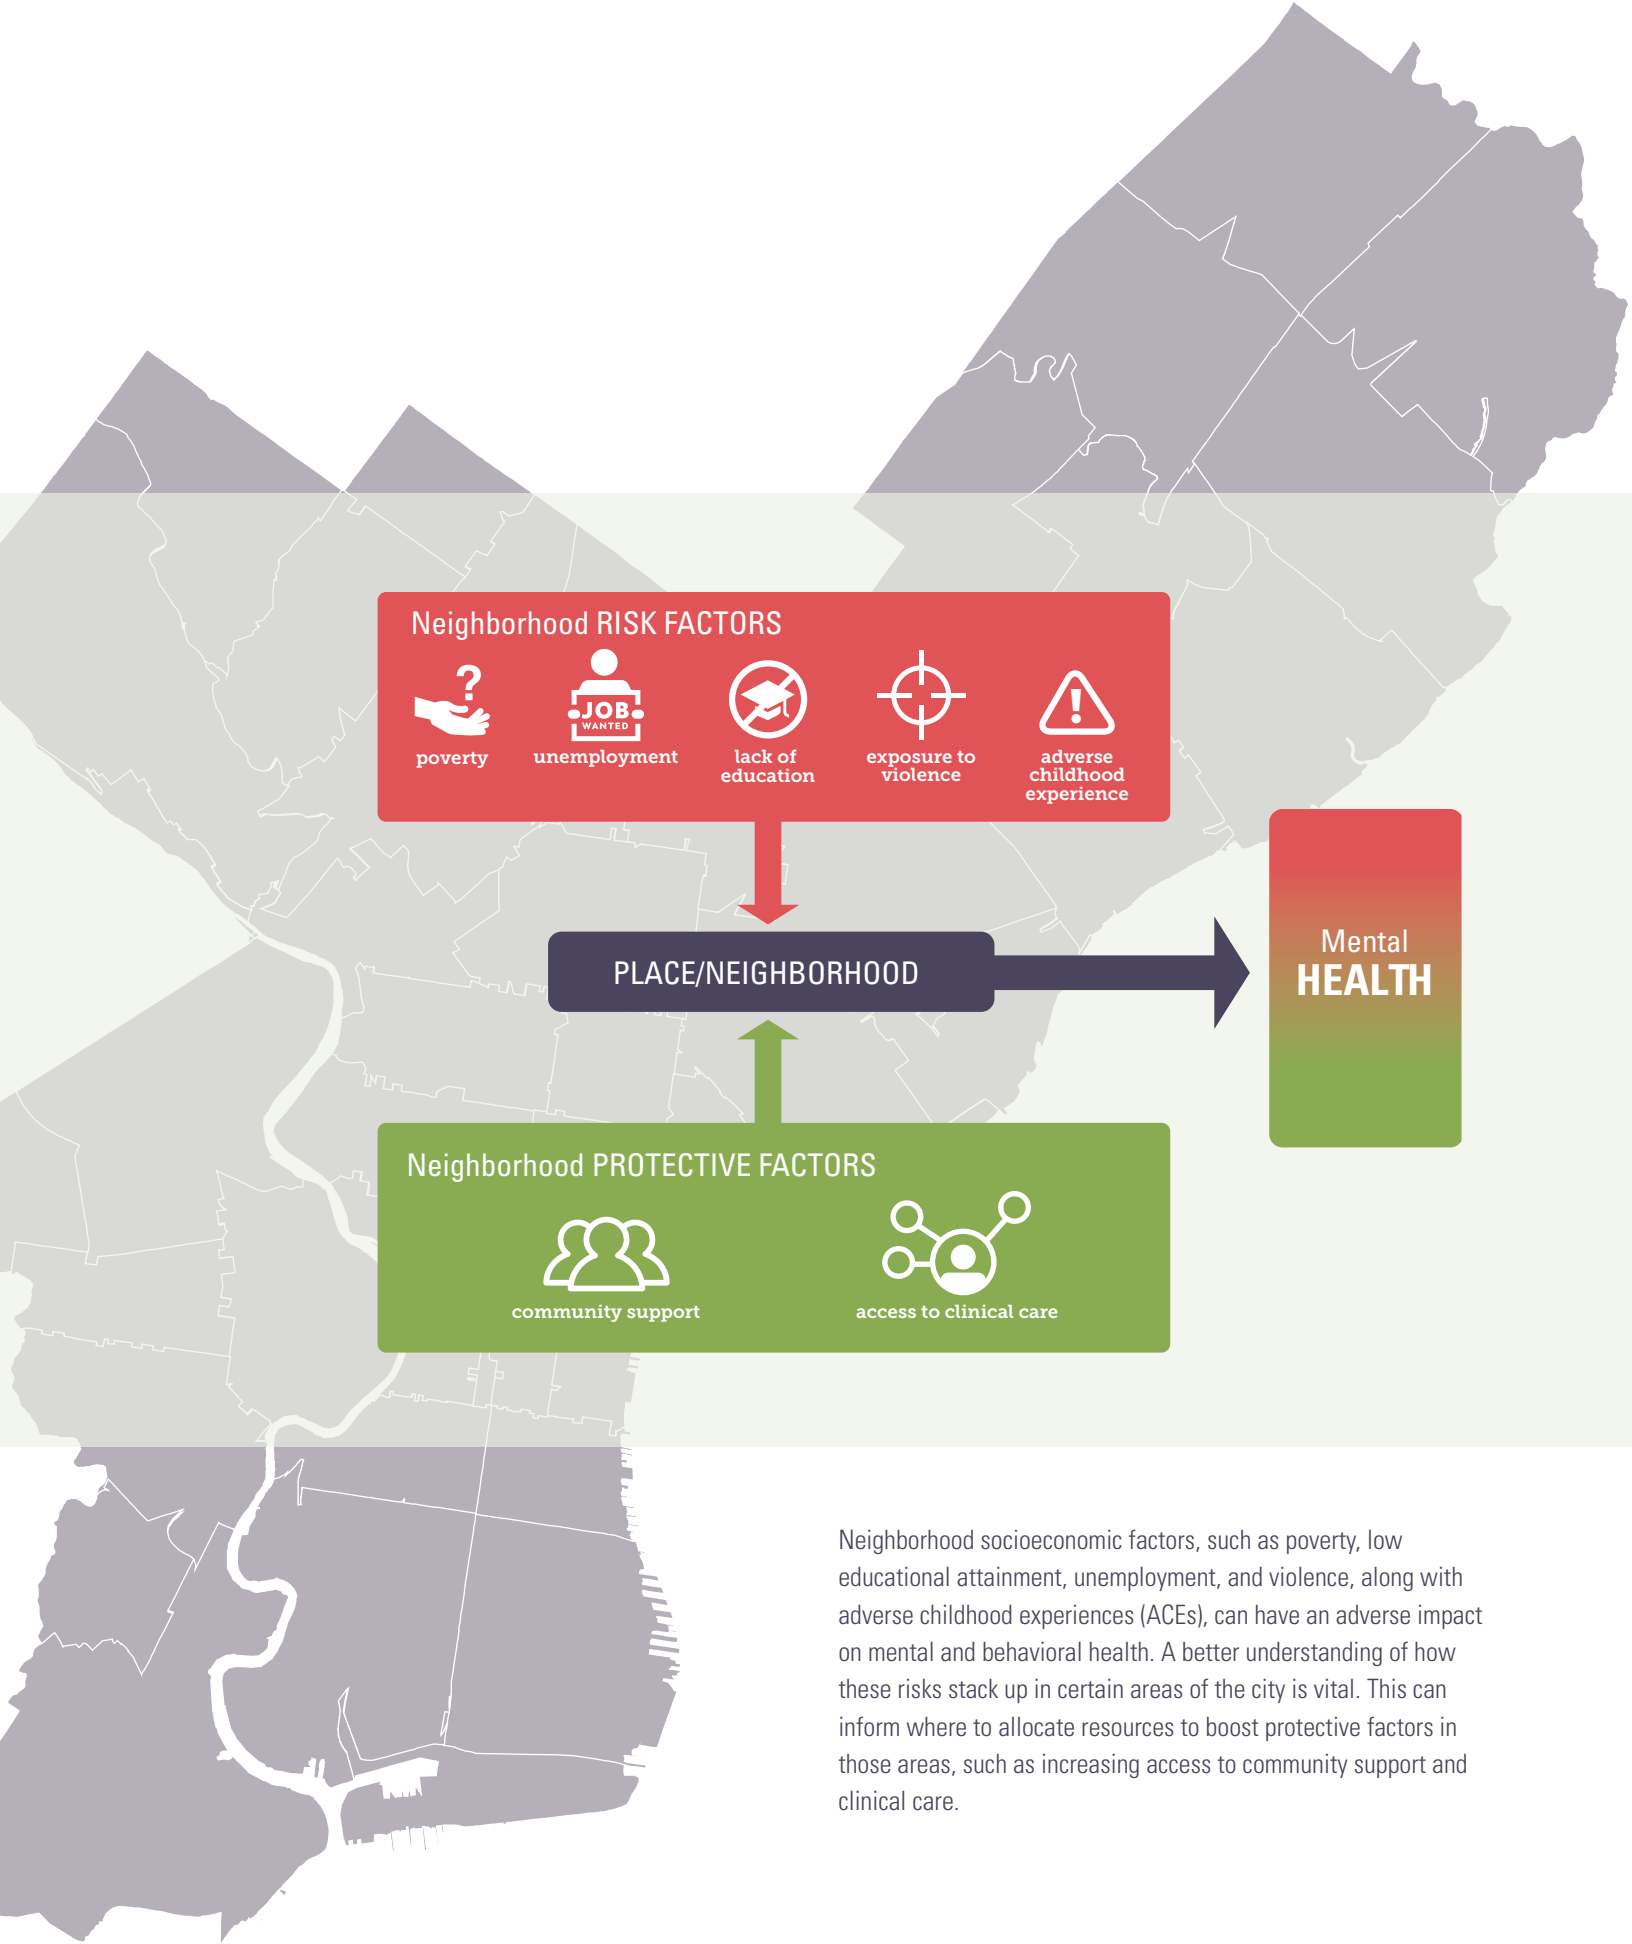 Neighborhood RISK FACTORS
?
JOB
WANTED
!
poverty
unemployment
lack of
education
exposure to
violence
adverse
childhood
experience
PLACE/NEIGHBORHOOD
Mental
HEALTH
Neighborhood PROTECTIVE FACTORS
community support
access to clinical care
Neighborhood socioeconomic factors, such as poverty, low
educational attainment, unemployment, and violence, along with
adverse childhood experiences (ACEs), can have an adverse impact
on mental and behavioral health. A better understanding of how
these risks stack up in certain areas of the city is vital. This can
inform where to allocate resources to boost protective factors in
those areas, such as increasing access to community support and
clinical care.